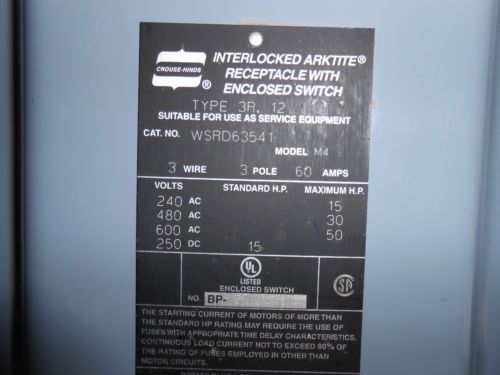 CROUSE-HINDS
®
INTERLOCKED ARKTITE®
RECEPTACLE WITH
ENCLOSED SWITCH
TYPE 3R, 12
SUITABLE FOR USE AS SERVICE EQUIPMENT
CAT. NO. WSRD63541
MODEL M4
3 WIRE 3 POLE 60 AMPS
VOLTS STANDARD H.P. MAXIMUM H.P.
240 AC 15
480 AC 30
600 AC 50
250 DC 15
UL
LISTED
ENCLOSED SWITCH
NO. BP-
THE STARTING CURRENT OF MOTORS OF MORE THAN
THE STANDARD HP RATING MAY REQUIRE THE USE OF
FUSES WITH APPROPRIATE TIME DELAY CHARACTERISTICS.
CONTINUOUS LOAD CURRENT NOT TO EXCEED 80% OF
THE RATING OF FUSES EMPLOYED IN OTHER THAN
MOTOR CIRCUITS.